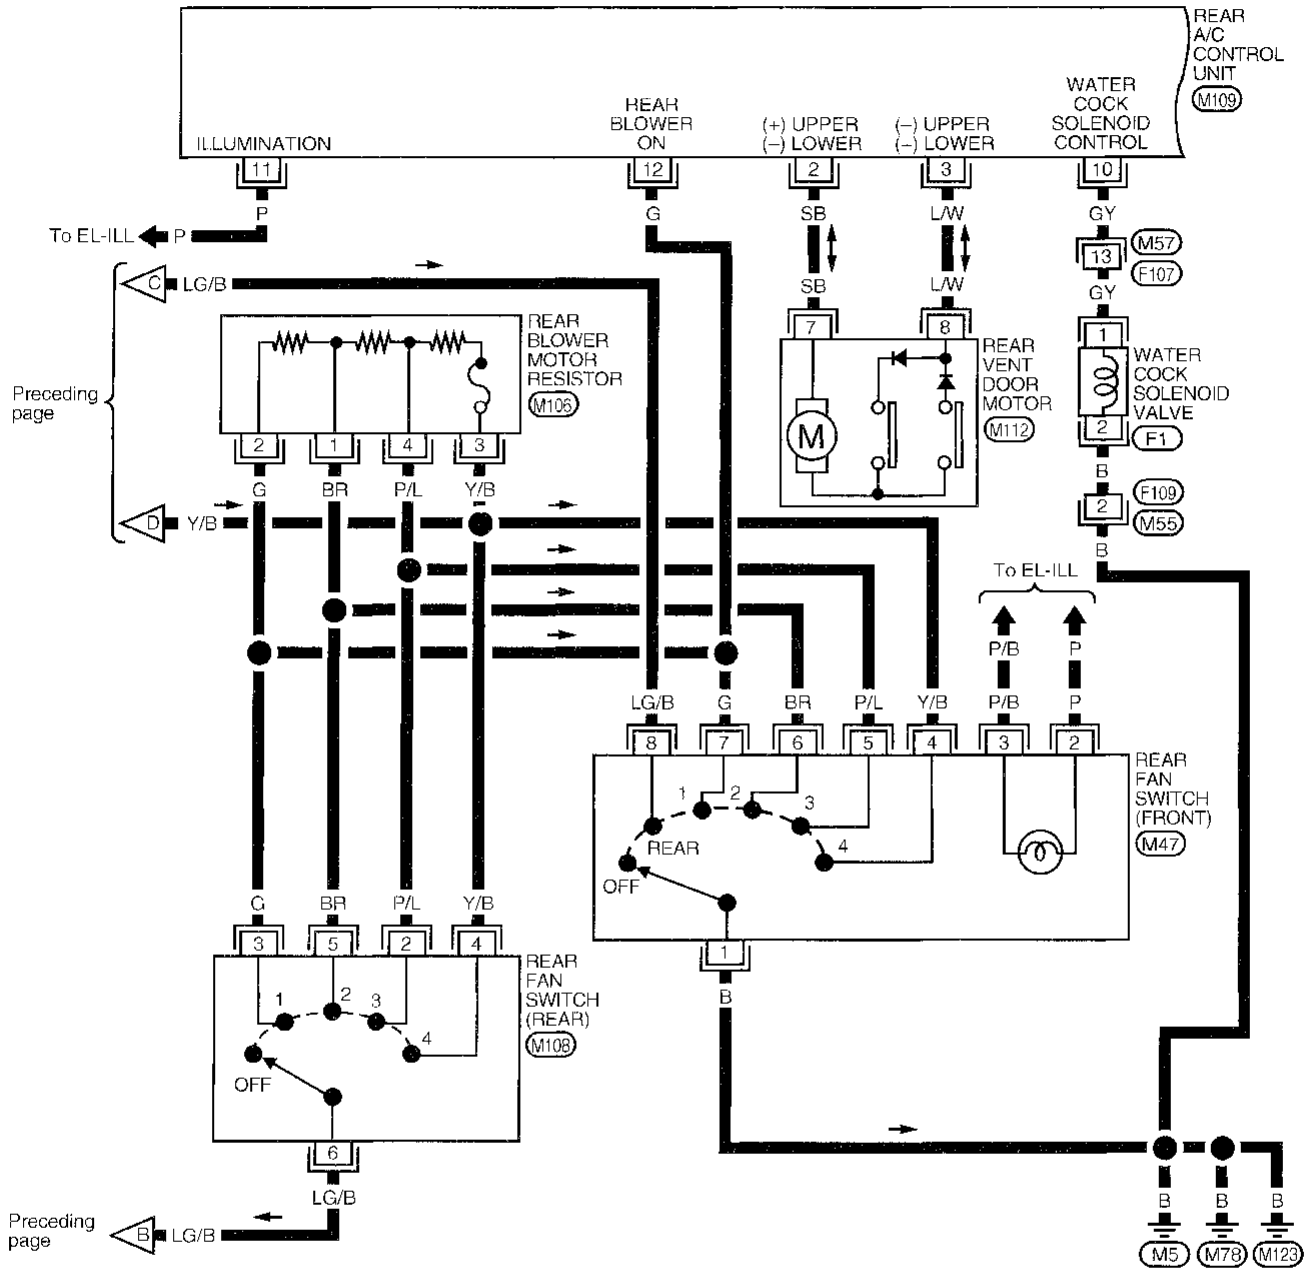 REAR
A/C
CONTROL
UNIT
M109
WATER
COCK
SOLENOID
CONTROL
REAR
BLOWER
ON
(+) UPPER
(−) LOWER
(−) UPPER
(−) LOWER
ILLUMINATION
11
12
2
3
10
P
G
SB
L/W
GY
To EL-ILL
P
M57
13
F107
C
LG/B
SB
L/W
GY
7
8
1
REAR
BLOWER
MOTOR
RESISTOR
M106
REAR
VENT
DOOR
MOTOR
M112
WATER
COCK
SOLENOID
VALVE
F1
Preceding
page
M
2
2
1
4
3
B
G
BR
P/L
Y/B
F109
2
M55
D
Y/B
B
To EL-ILL
P/B
P
LG/B
G
BR
P/L
Y/B
P/B
P
8
7
6
5
4
3
2
REAR
FAN
SWITCH
(FRONT)
M47
1
2
3
4
REAR
OFF
G
BR
P/L
Y/B
3
5
2
4
1
B
REAR
FAN
SWITCH
(REAR)
M108
1
2
3
4
OFF
6
LG/B
Preceding
page
B
LG/B
B
B
B
M5
M78
M123